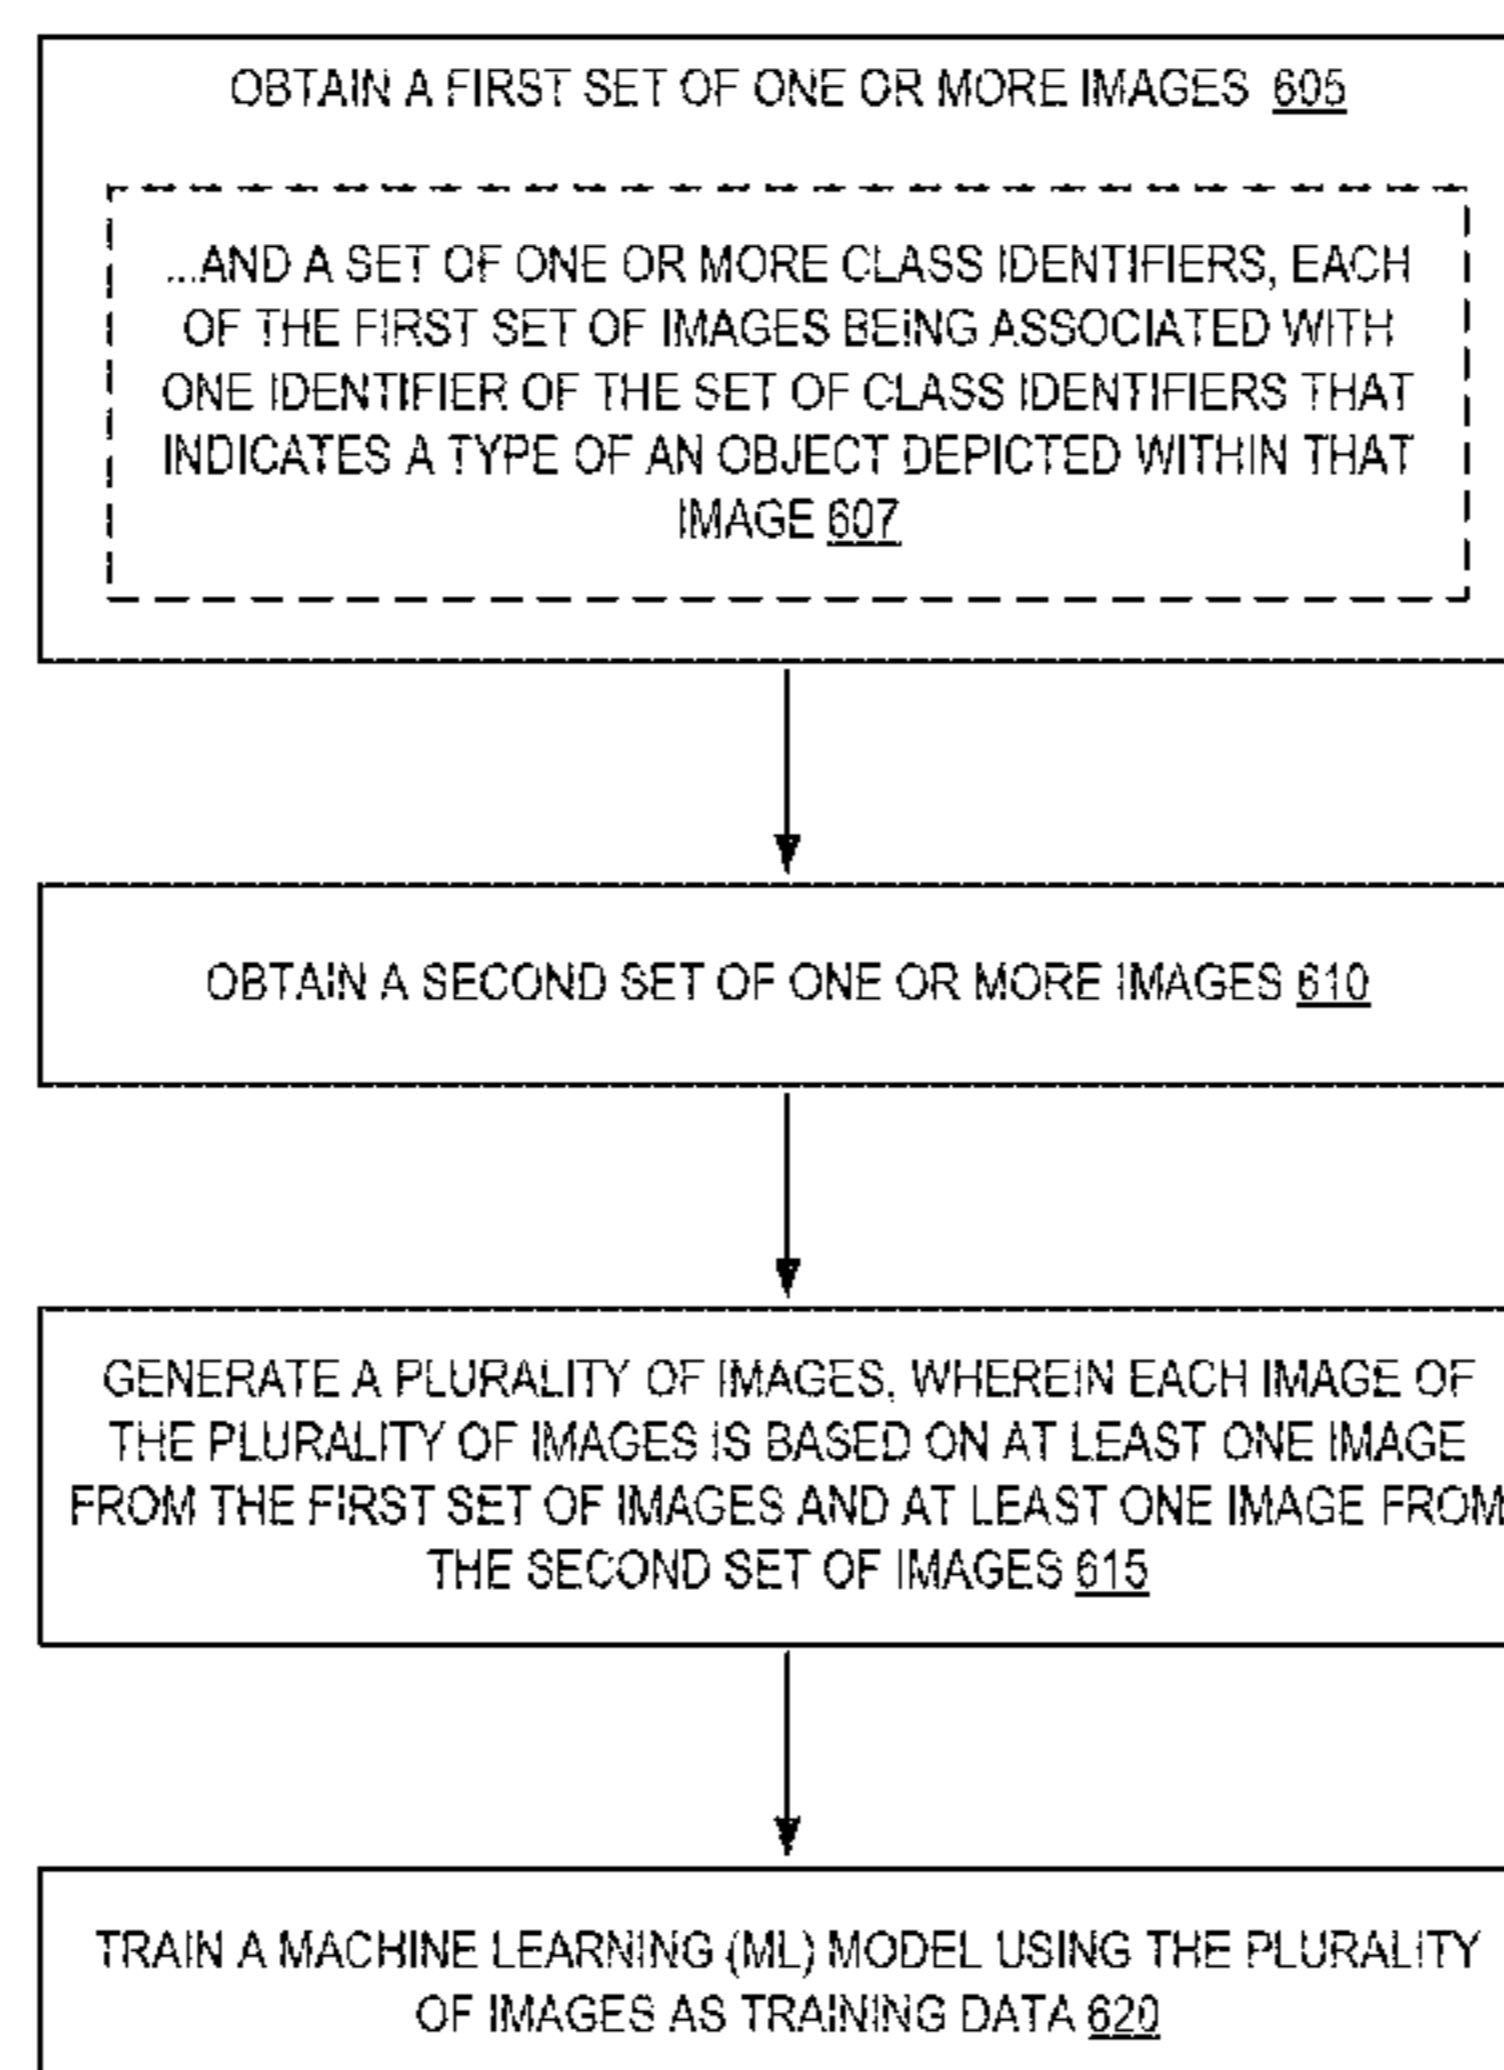 OBTAIN A FIRST SET OF ONE OR MORE IMAGES 605
...AND A SET OF ONE OR MORE CLASS IDENTIFIERS, EACH
OF THE FIRST SET OF IMAGES BEING ASSOCIATED WITH
ONE IDENTIFIER OF THE SET OF CLASS IDENTIFIERS THAT
INDICATES A TYPE OF AN OBJECT DEPICTED WITHIN THAT
IMAGE 607
OBTAIN A SECOND SET OF ONE OR MORE IMAGES 610
GENERATE A PLURALITY OF IMAGES, WHEREIN EACH IMAGE OF
THE PLURALITY OF IMAGES IS BASED ON AT LEAST ONE IMAGE
FROM THE FIRST SET OF IMAGES AND AT LEAST ONE IMAGE FROM
THE SECOND SET OF IMAGES 615
TRAIN A MACHINE LEARNING (ML) MODEL USING THE PLURALITY
OF IMAGES AS TRAINING DATA 620